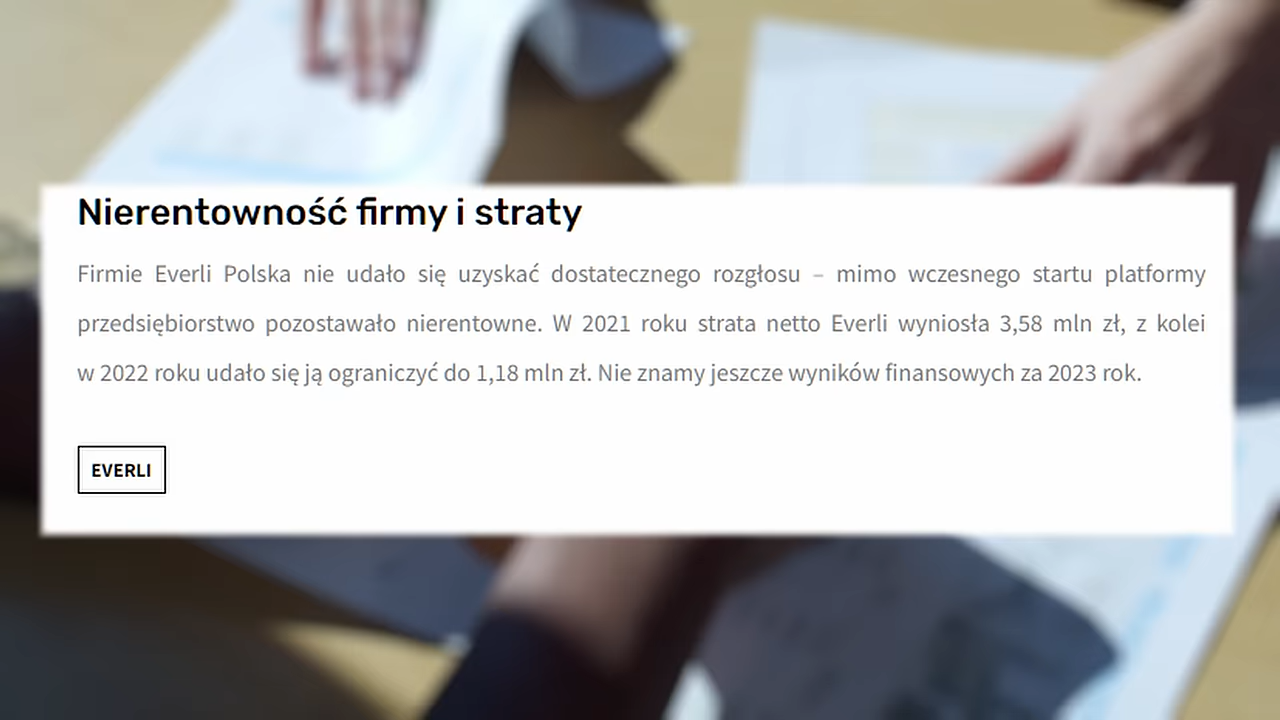 Nierentowność firmy i straty
Firmie Everli Polska nie udało się uzyskać dostatecznego rozgłosu – mimo wczesnego startu platformy
przedsiębiorstwo pozostawało nierentowne. W 2021 roku strata netto Everli wyniosła 3,58 mln zł, z kolei
w 2022 roku udało się ją ograniczyć do 1,18 mln zł. Nie znamy jeszcze wyników finansowych za 2023 rok.
EVERLI